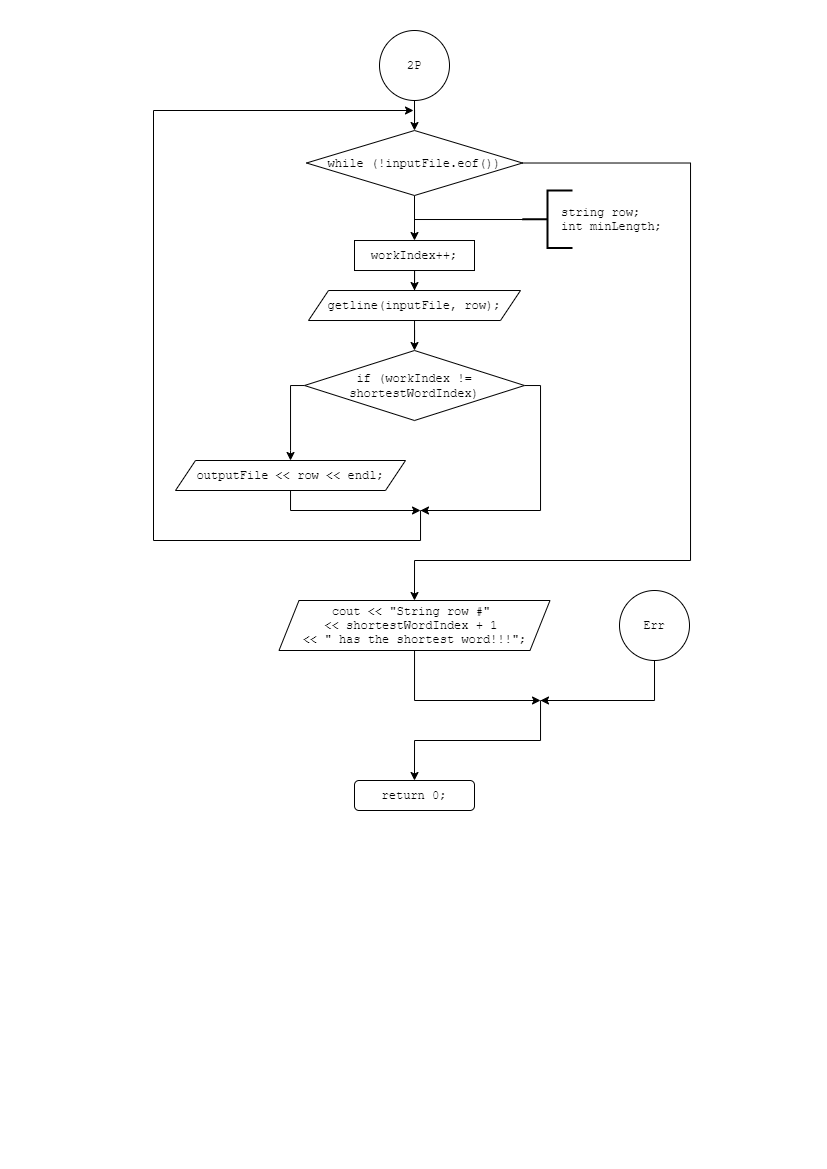 2P
while (!inputFile.eof())
string row;
int minLength;
workIndex++;
getline(inputFile, row);
if (workIndex !=
shortestWordIndex)
outputFile << row << endl;
cout << "String row #"
<< shortestWordIndex + 1
<< " has the shortest word!!!";
Err
return 0;